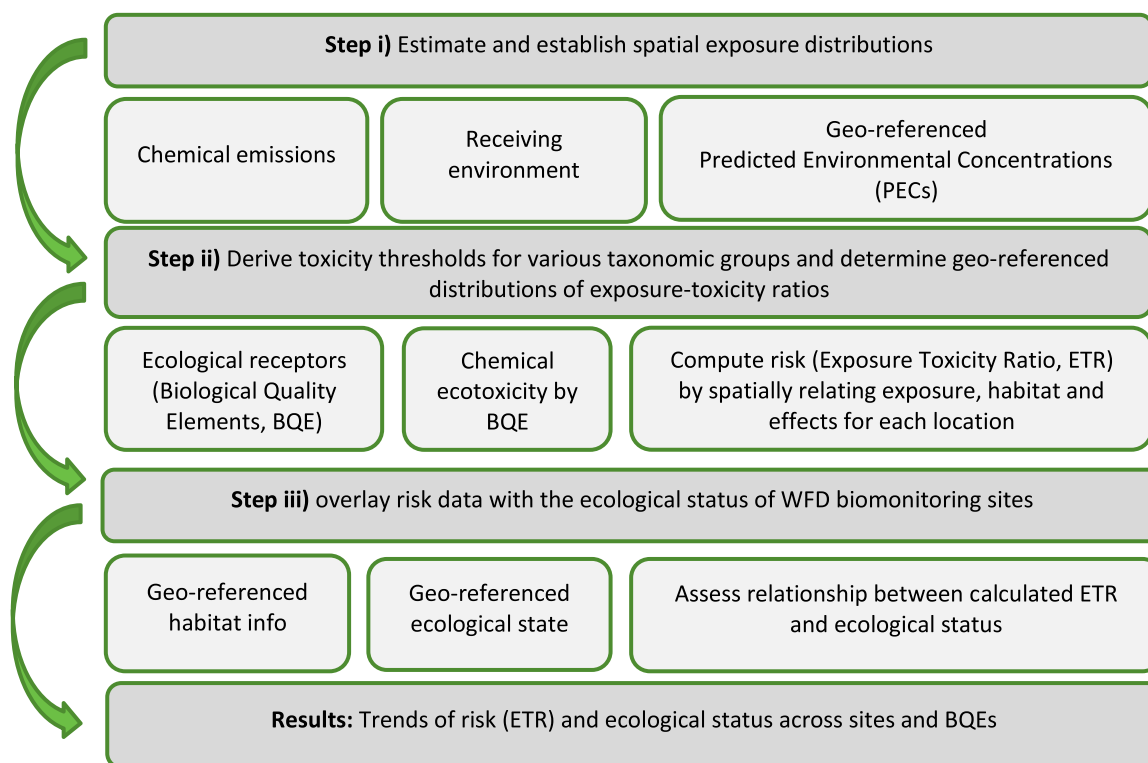 Step i) Estimate and establish spatial exposure distributions
Chemical emissions
Receiving
environment
Geo-referenced
Predicted Environmental Concentrations
(PECs)
Step ii) Derive toxicity thresholds for various taxonomic groups and determine geo-referenced
distributions of exposure-toxicity ratios
Ecological receptors
(Biological Quality
Elements, BQE)
Chemical
ecotoxicity by
BQE
Compute risk (Exposure Toxicity Ratio, ETR)
by spatially relating exposure, habitat and
effects for each location
Step iii) overlay risk data with the ecological status of WFD biomonitoring sites
Geo-referenced
habitat info
Geo-referenced
ecological state
Assess relationship between calculated ETR
and ecological status
Results: Trends of risk (ETR) and ecological status across sites and BQEs